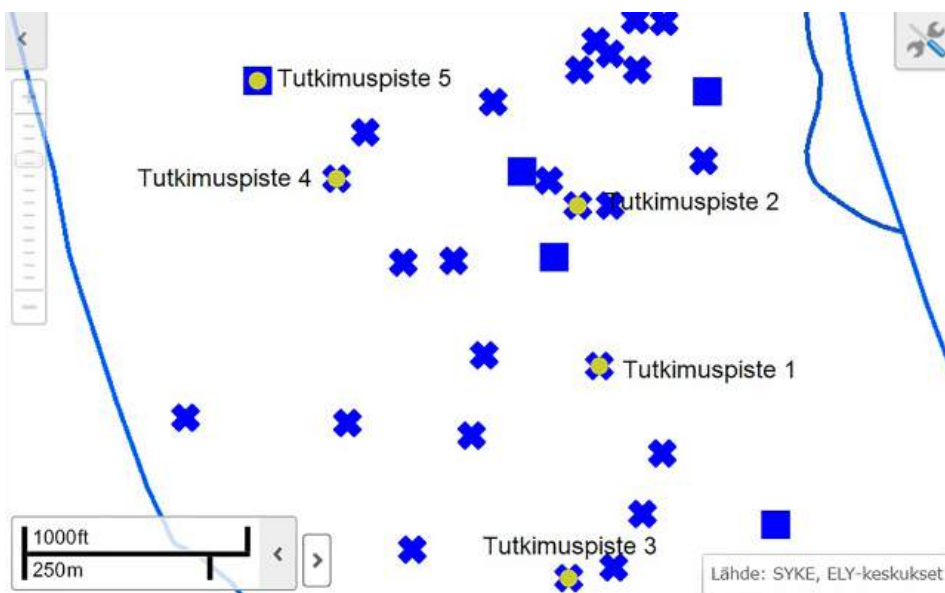 Tutkimuspiste 5
Tutkimuspiste 4
Tutkimuspiste 2
Tutkimuspiste 1
Tutkimuspiste 3
1000ft
250m
Lähde: SYKE, ELY-keskukset